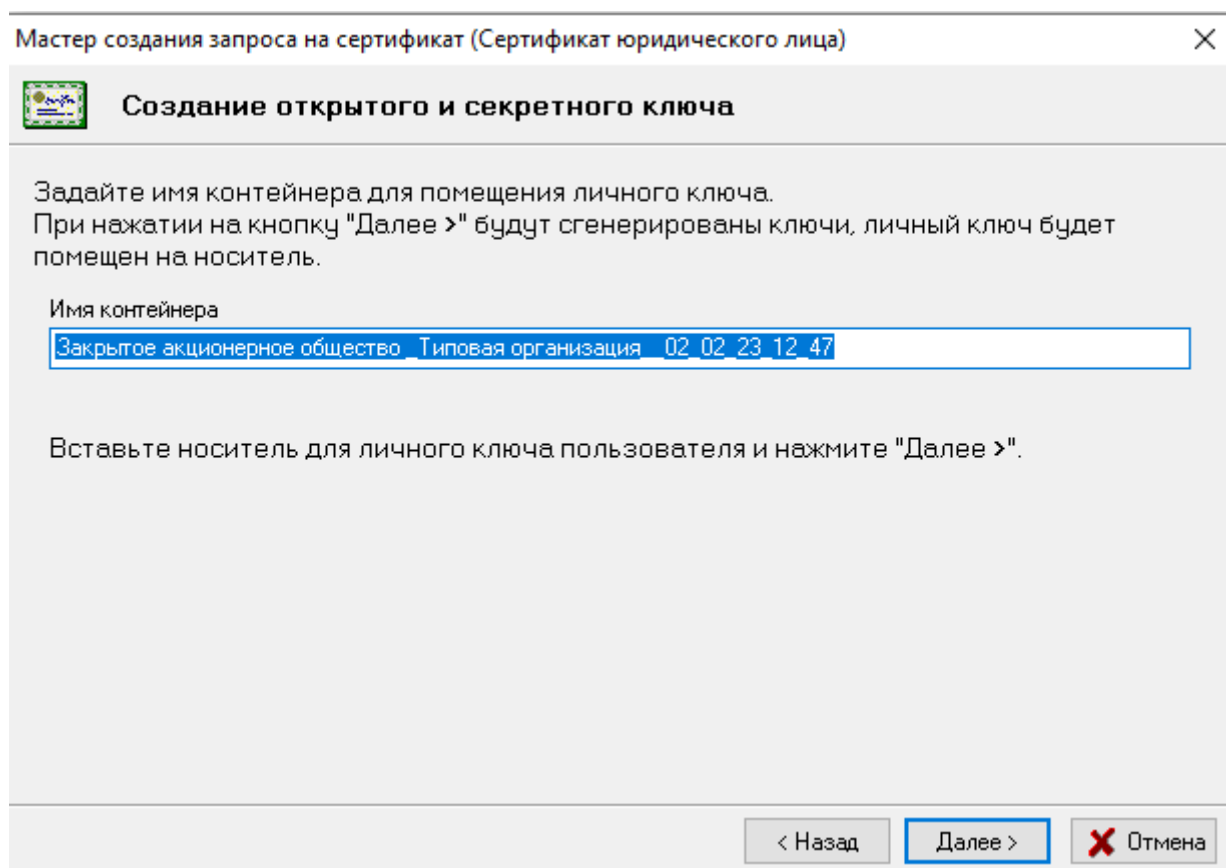 Мастер создания запроса на сертификат (Сертификат юридического лица)
Создание открытого и секретного ключа
Задайте имя контейнера для помещения личного ключа.
При нажатии на кнопку "Далее >" будут сгенерированы ключи, личный ключ будет
помещен на носитель.
Имя контейнера
Закрытое акционерное общество _Типовая организация__02_02_23_12_47
Вставьте носитель для личного ключа пользователя и нажмите "Далее >".
< Назад
Далее >
Отмена